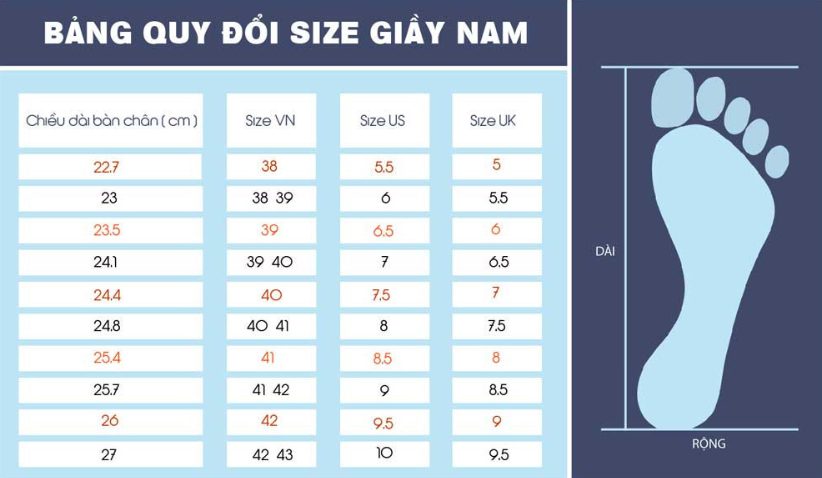 BẢNG QUY ĐỔI SIZE GIẦY NAM
Chiều dài bàn chân ( cm ) Size VN Size US Size UK
22.7 38 5.5 5
23 38 39 6 5.5
23.5 39 6.5 6
24.1 39 40 7 6.5
24.4 40 7.5 7
24.8 40 41 8 7.5
25.4 41 8.5 8
25.7 41 42 9 8.5
26 42 9.5 9
27 42 43 10 9.5
DÀI
RỘNG